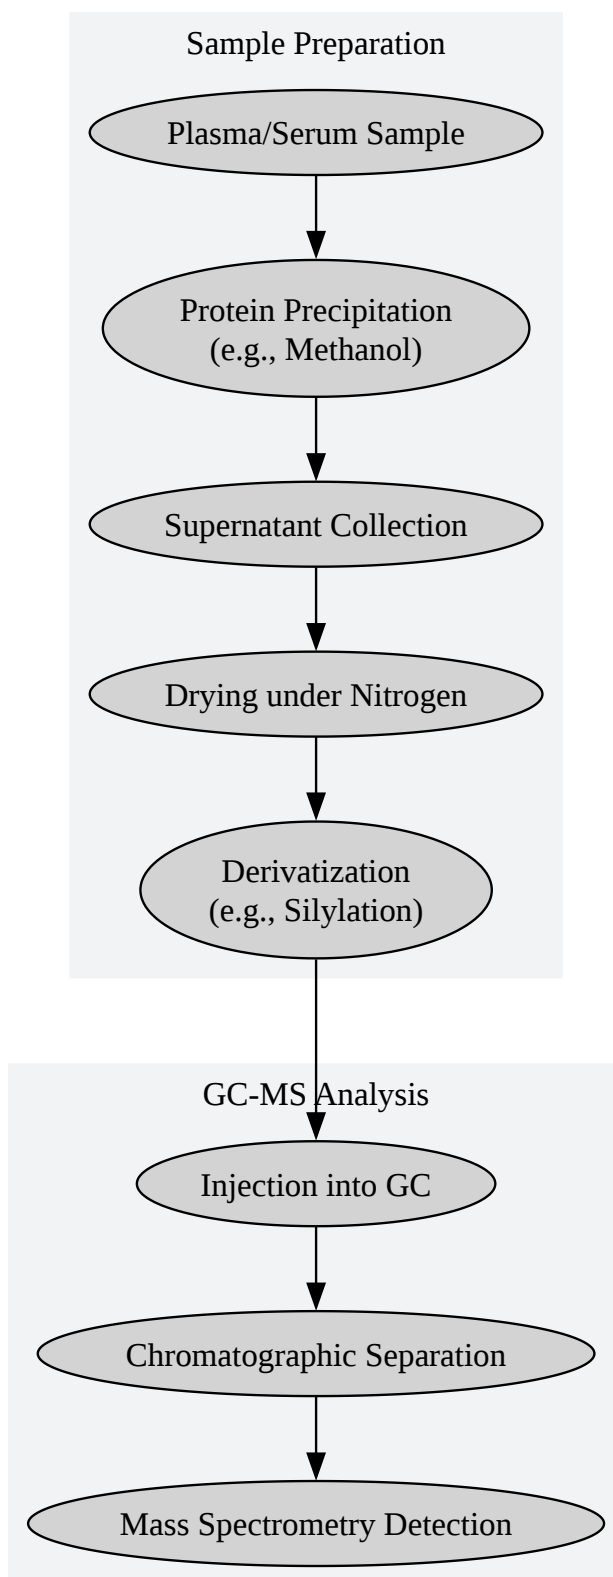 Sample Preparation
Plasma/Serum Sample
Protein Precipitation
(e.g., Methanol)
Supernatant Collection
Drying under Nitrogen
Derivatization
(e.g., Silylation)
GC-MS Analysis
Injection into GC
Chromatographic Separation
Mass Spectrometry Detection